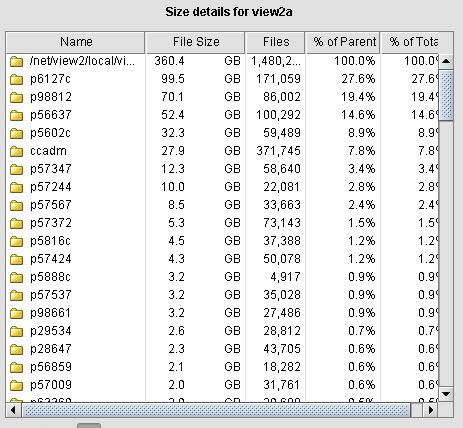 Size details for view2a
Name File Size Files % of Parent % of Tota
/net/view2/local/vi... 360.4 GB 1,480,2... 100.0% 100.0%
p6127c 99.5 GB 171,059 27.6% 27.6%
p98812 70.1 GB 86,002 19.4% 19.4%
p56637 52.4 GB 100,292 14.6% 14.6%
p5602c 32.3 GB 59,489 8.9% 8.9%
ccadm 27.9 GB 371,745 7.8% 7.8%
p57347 12.3 GB 58,640 3.4% 3.4%
p57244 10.0 GB 22,081 2.8% 2.8%
p57567 8.5 GB 33,663 2.4% 2.4%
p57372 5.3 GB 73,143 1.5% 1.5%
p5816c 4.5 GB 37,388 1.2% 1.2%
p57424 4.3 GB 50,078 1.2% 1.2%
p5888c 3.2 GB 4,917 0.9% 0.9%
p57537 3.2 GB 35,028 0.9% 0.9%
p98661 3.2 GB 27,486 0.9% 0.9%
p29534 2.6 GB 28,812 0.7% 0.7%
p28647 2.3 GB 43,705 0.6% 0.6%
p56859 2.1 GB 18,282 0.6% 0.6%
p57009 2.0 GB 31,761 0.6% 0.6%